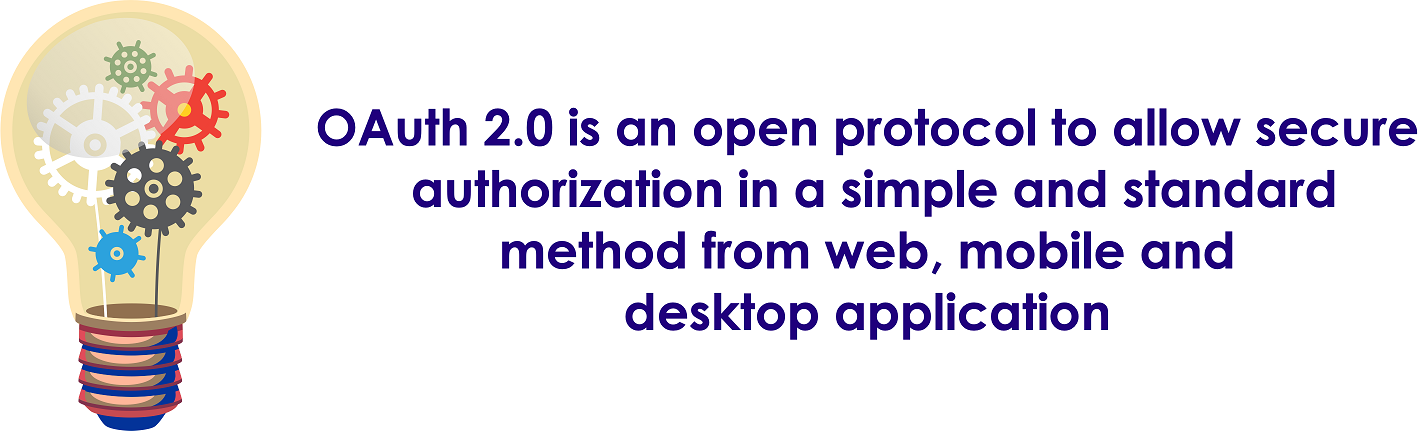 OAuth 2.0 is an open protocol to allow secure
authorization in a simple and standard
method from web, mobile and
desktop application